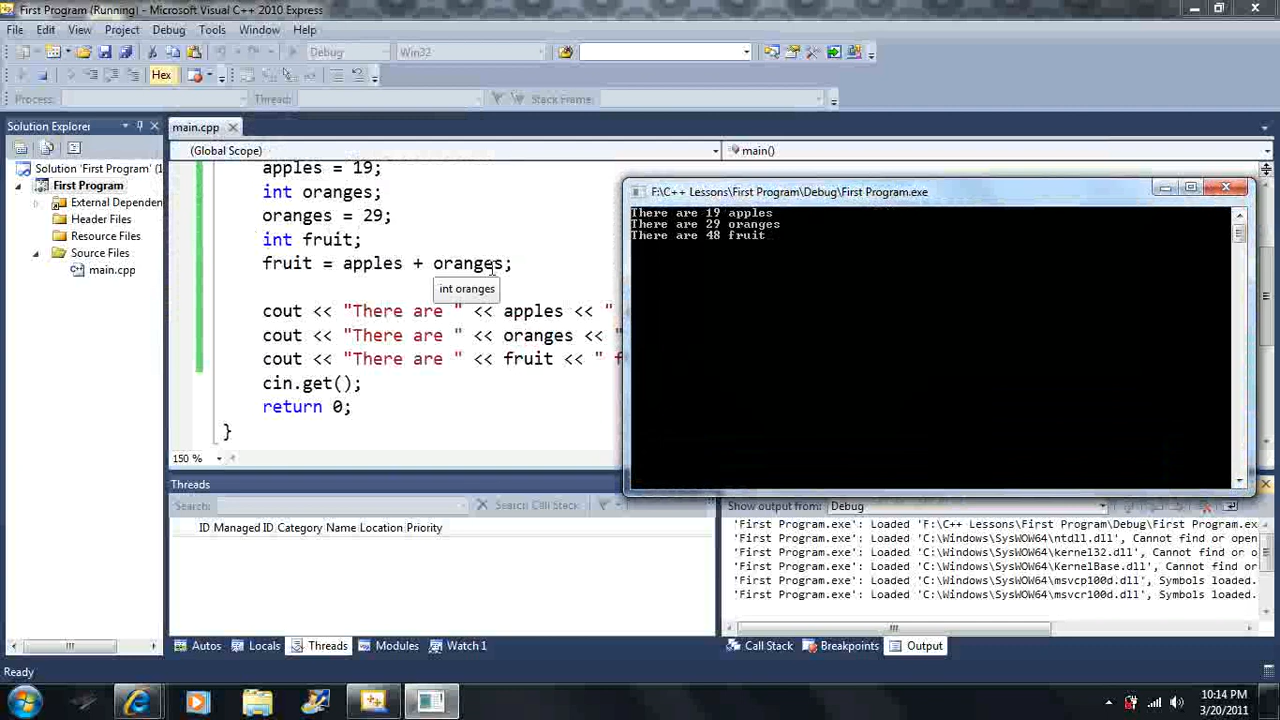 First Program (Running) - Microsoft Visual C++ 2010 Express
File Edit View Project Debug Tools Window Help
Debug Win32
Hex
Process: Thread: Stack Frame:
Solution Explorer
Solution 'First Program' (1
First Program
External Depender
Header Files
Resource Files
Source Files
main.cpp
main.cpp
(Global Scope) main()
apples = 19;
int oranges;
oranges = 29;
int fruit;
fruit = apples + oranges;
int oranges
cout << "There are " << apples << "
cout << "There are " << oranges << "
cout << "There are " << fruit << " f
cin.get();
return 0;
}
150 %
F:\C++ Lessons\First Program\Debug\First Program.exe
There are 19 apples
There are 29 oranges
There are 48 fruit
Threads
Search: Search Call Stack
ID Managed ID Category Name Location Priority
Show output from: Debug
'First Program.exe': Loaded 'F:\C++ Lessons\First Program\Debug\First Program.exe
'First Program.exe': Loaded 'C:\Windows\SysWOW64\ntdll.dll', Cannot find or open
'First Program.exe': Loaded 'C:\Windows\SysWOW64\kernel32.dll', Cannot find or o
'First Program.exe': Loaded 'C:\Windows\SysWOW64\KernelBase.dll', Cannot find or
'First Program.exe': Loaded 'C:\Windows\SysWOW64\msvcp100d.dll', Symbols loaded.
'First Program.exe': Loaded 'C:\Windows\SysWOW64\msvcr100d.dll', Symbols loaded.
Autos Locals Threads Modules Watch 1
Call Stack Breakpoints Output
Ready
10:14 PM
3/20/2011